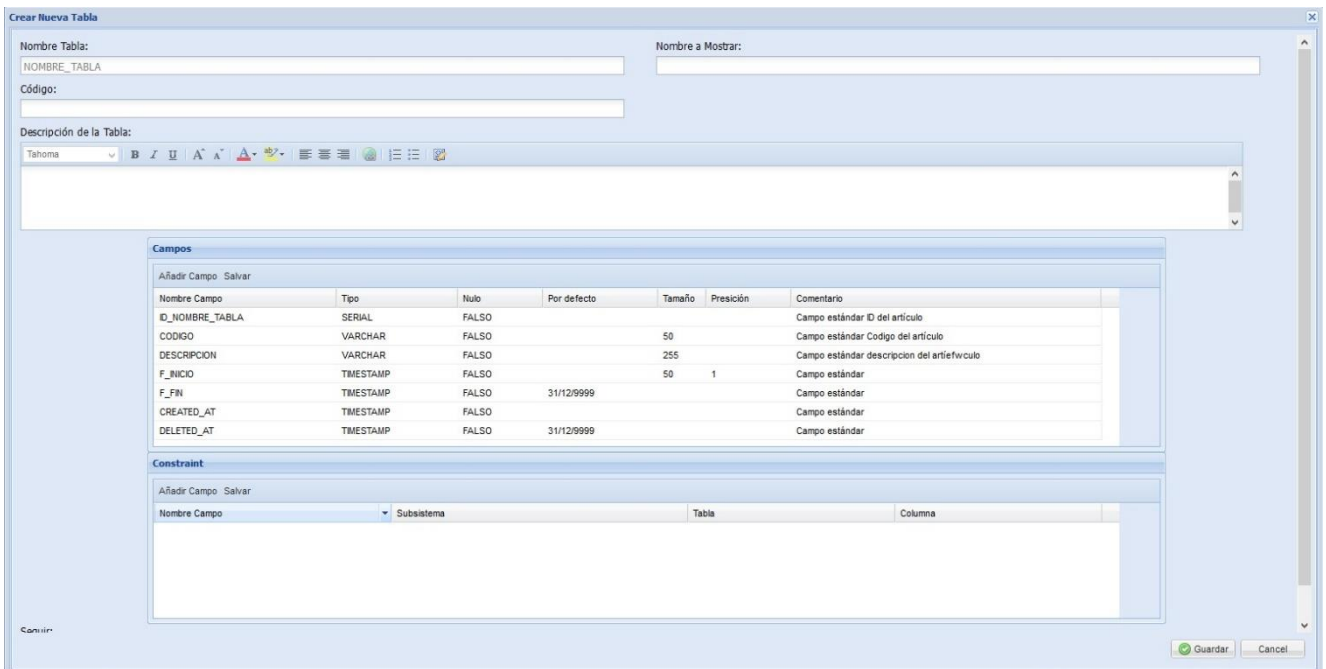 Crear Nueva Tabla
Nombre Tabla: Nombre a Mostrar:
NOMBRE_TABLA
Código:
Descripción de la Tabla:
Tahoma B I U A A A ab
Campos
Añadir Campo Salvar
Nombre Campo Tipo Nulo Por defecto Tamaño Presición Comentario
ID_NOMBRE_TABLA SERIAL FALSO Campo estándar ID del artículo
CODIGO VARCHAR FALSO 50 Campo estándar Codigo del artículo
DESCRIPCION VARCHAR FALSO 255 Campo estándar descripcion del artíefwculo
F_INICIO TIMESTAMP FALSO 50 1 Campo estándar
F_FIN TIMESTAMP FALSO 31/12/9999 Campo estándar
CREATED_AT TIMESTAMP FALSO Campo estándar
DELETED_AT TIMESTAMP FALSO 31/12/9999 Campo estándar
Constraint
Añadir Campo Salvar
Nombre Campo Subsistema Tabla Columna
Seguir:
Guardar Cancel